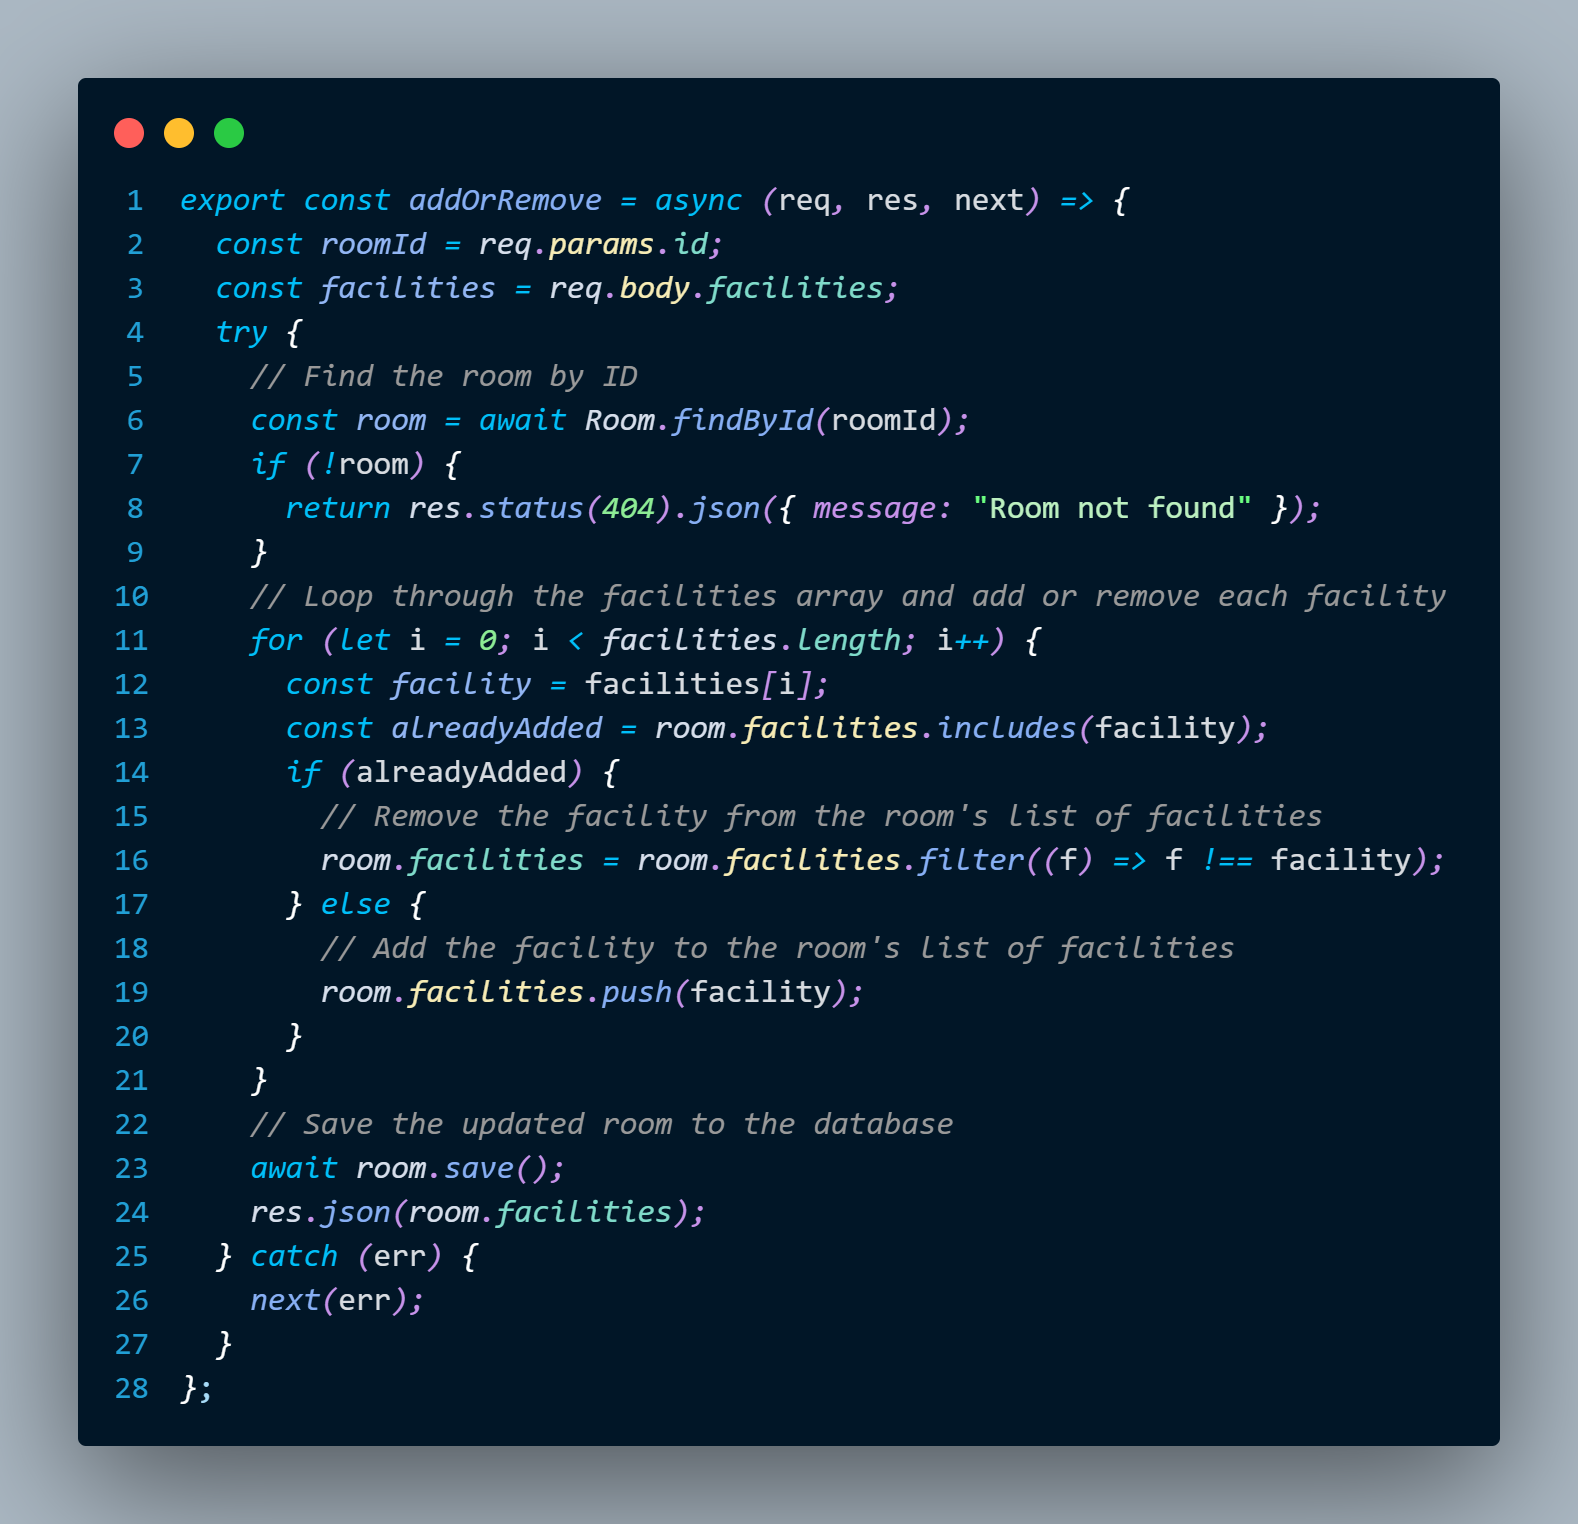 1 export const addOrRemove = async (req, res, next) => {
2   const roomId = req.params.id;
3   const facilities = req.body.facilities;
4   try {
5     // Find the room by ID
6     const room = await Room.findById(roomId);
7     if (!room) {
8       return res.status(404).json({ message: "Room not found" });
9     }
10     // Loop through the facilities array and add or remove each facility
11     for (let i = 0; i < facilities.length; i++) {
12       const facility = facilities[i];
13       const alreadyAdded = room.facilities.includes(facility);
14       if (alreadyAdded) {
15         // Remove the facility from the room's list of facilities
16         room.facilities = room.facilities.filter((f) => f !== facility);
17       } else {
18         // Add the facility to the room's list of facilities
19         room.facilities.push(facility);
20       }
21     }
22     // Save the updated room to the database
23     await room.save();
24     res.json(room.facilities);
25   } catch (err) {
26     next(err);
27   }
28 };